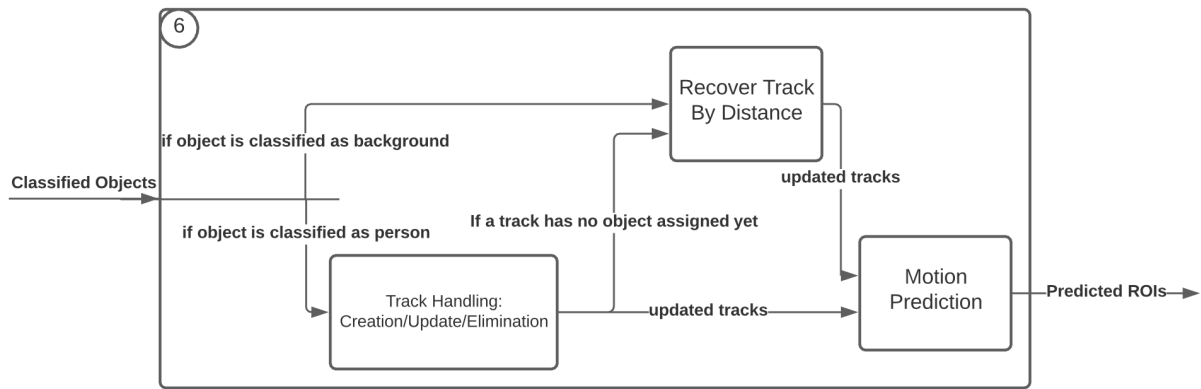 6
Recover Track
By Distance
if object is classified as background
Classified Objects
updated tracks
If a track has no object assigned yet
if object is classified as person
Motion
Prediction
Predicted ROIs
Track Handling:
Creation/Update/Elimination
updated tracks